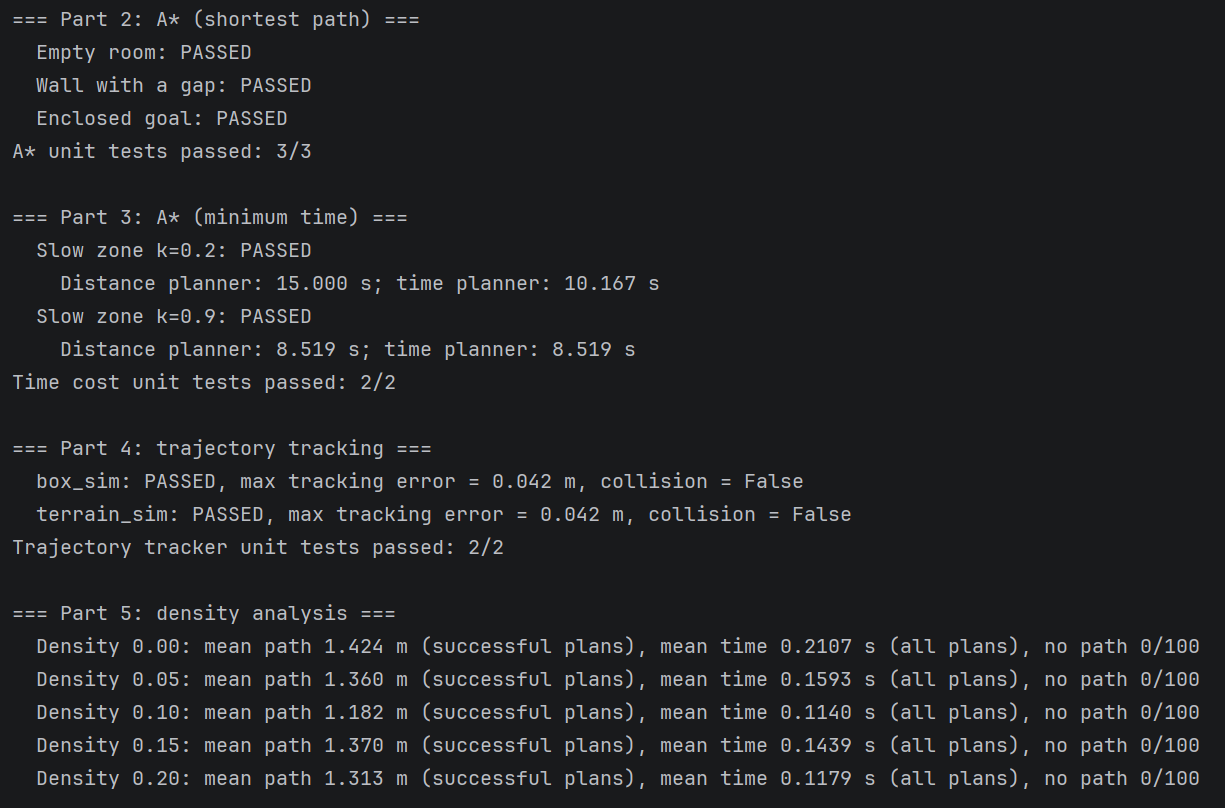 === Part 2: A* (shortest path) ===
Empty room: PASSED
Wall with a gap: PASSED
Enclosed goal: PASSED
A* unit tests passed: 3/3
=== Part 3: A* (minimum time) ===
Slow zone k=0.2: PASSED
Distance planner: 15.000 s; time planner: 10.167 s
Slow zone k=0.9: PASSED
Distance planner: 8.519 s; time planner: 8.519 s
Time cost unit tests passed: 2/2
=== Part 4: trajectory tracking ===
box_sim: PASSED, max tracking error = 0.042 m, collision = False
terrain_sim: PASSED, max tracking error = 0.042 m, collision = False
Trajectory tracker unit tests passed: 2/2
=== Part 5: density analysis ===
Density 0.00: mean path 1.424 m (successful plans), mean time 0.2107 s (all plans), no path 0/100
Density 0.05: mean path 1.360 m (successful plans), mean time 0.1593 s (all plans), no path 0/100
Density 0.10: mean path 1.182 m (successful plans), mean time 0.1140 s (all plans), no path 0/100
Density 0.15: mean path 1.370 m (successful plans), mean time 0.1439 s (all plans), no path 0/100
Density 0.20: mean path 1.313 m (successful plans), mean time 0.1179 s (all plans), no path 0/100